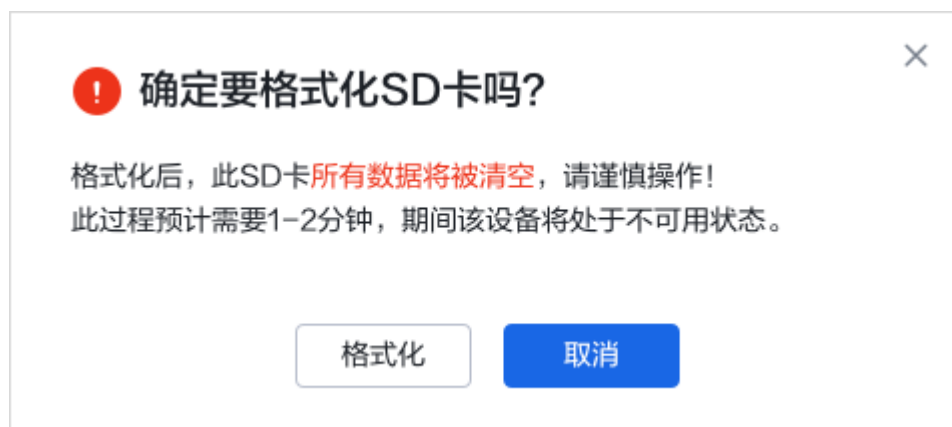 确定要格式化SD卡吗?
格式化后，此SD卡所有数据将被清空，请谨慎操作！
此过程预计需要1-2分钟，期间该设备将处于不可用状态。
格式化 取消